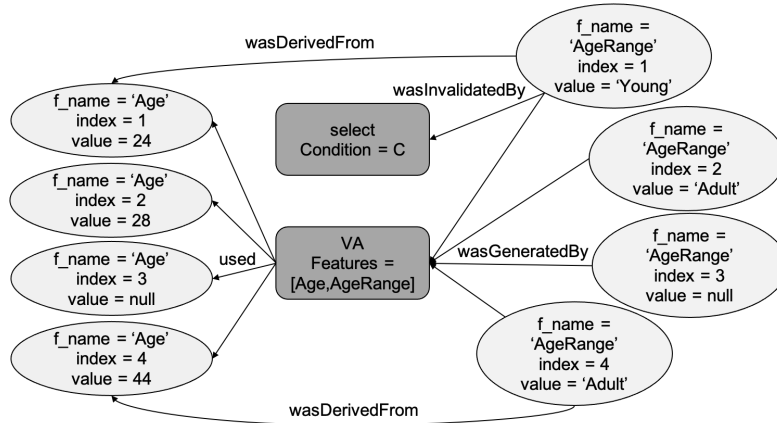 wasDerivedFrom
f_name =
‘AgeRange’
index = 1
value = ‘Young’
wasInvalidatedBy
f_name = ‘Age’
index = 1
value = 24
select
Condition = C
f_name =
‘AgeRange’
index = 2
value = ‘Adult’
f_name = ‘Age’
index = 2
value = 28
VA
Features =
[Age,AgeRange]
used
wasGeneratedBy
f_name =
‘AgeRange’
index = 3
value = null
f_name = ‘Age’
index = 3
value = null
f_name =
‘AgeRange’
index = 4
value = ‘Adult’
f_name = ‘Age’
index = 4
value = 44
wasDerivedFrom